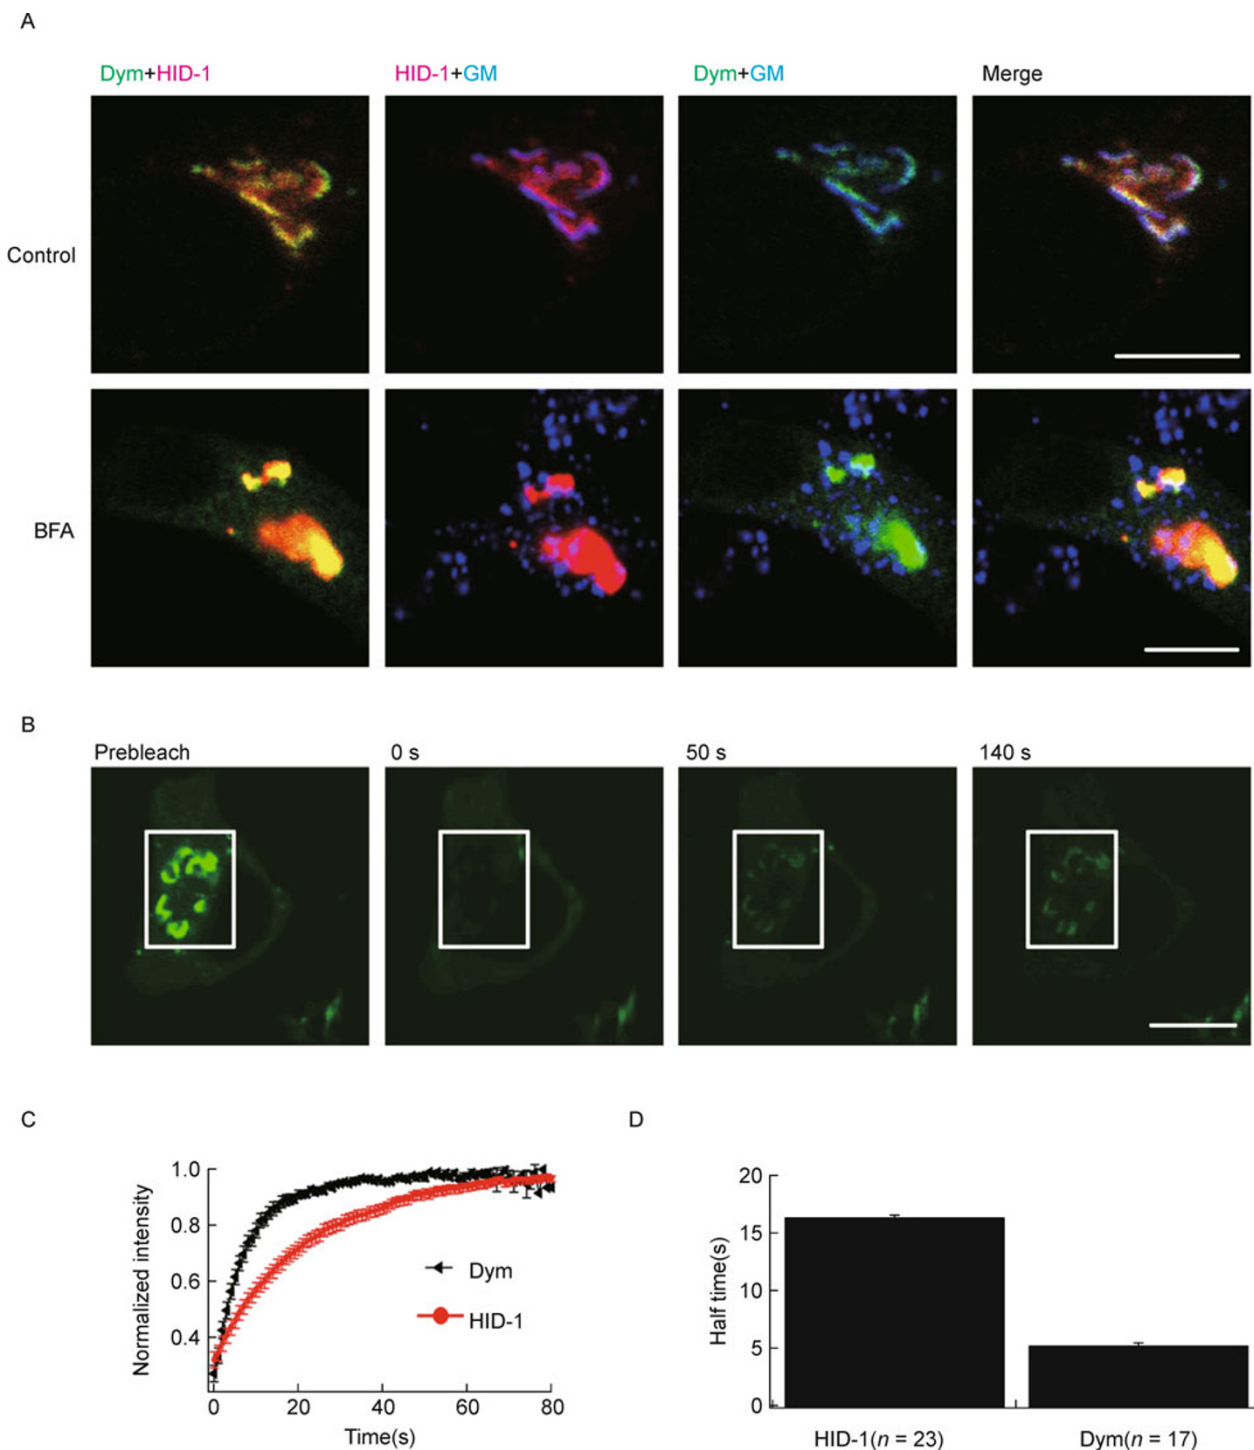 A
Dym+HID-1
HID-1+GM
Dym+GM
Merge
Control
BFA
B
Prebleach
0 s
50 s
140 s
C
D
1.0
0.8
0.6
0.4
Normalized intensity
Dym
HID-1
0
20
40
60
80
Time(s)
20
15
10
5
0
Half time(s)
HID-1(n = 23)
Dym(n = 17)